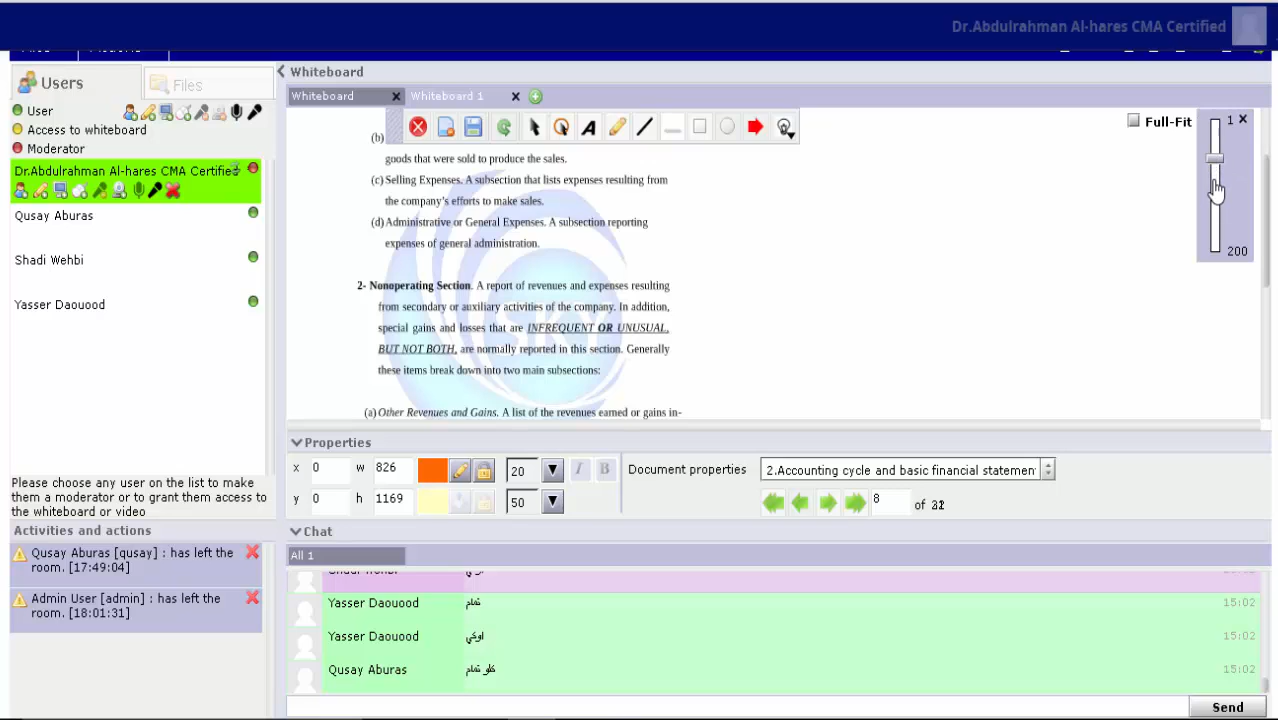 Dr.Abdulrahman Al-hares CMA Certified
Users
Files
User
Access to whiteboard
Moderator
Dr.Abdulrahman Al-hares CMA Certified
Qusay Aburas
Shadi Wehbi
Yasser Daouood
Please choose any user on the list to make
them a moderator or to grant them access to
the whiteboard or video
Activities and actions
Qusay Aburas [qusay] : has left the
room. [17:49:04]
Admin User [admin] : has left the
room. [18:01:31]
Whiteboard
Whiteboard
Whiteboard 1
A
Full-Fit
1
200
(b)
goods that were sold to produce the sales.
(c) Selling Expenses. A subsection that lists expenses resulting from
the company's efforts to make sales.
(d) Administrative or General Expenses. A subsection reporting
expenses of general administration.
2- Nonoperating Section. A report of revenues and expenses resulting
from secondary or auxiliary activities of the company. In addition,
special gains and losses that are INFREQUENT OR UNUSUAL,
BUT NOT BOTH, are normally reported in this section. Generally
these items break down into two main subsections:
(a) Other Revenues and Gains. A list of the revenues earned or gains in-
SKY
Properties
x 0 w 826 20 I B Document properties 2.Accounting cycle and basic financial statemen
y 0 h 1169 50 8 of
Chat
All 1
Yasser Daouood تمام 15:02
Yasser Daouood اوكي 15:02
Qusay Aburas كلو تمام 15:02
Send